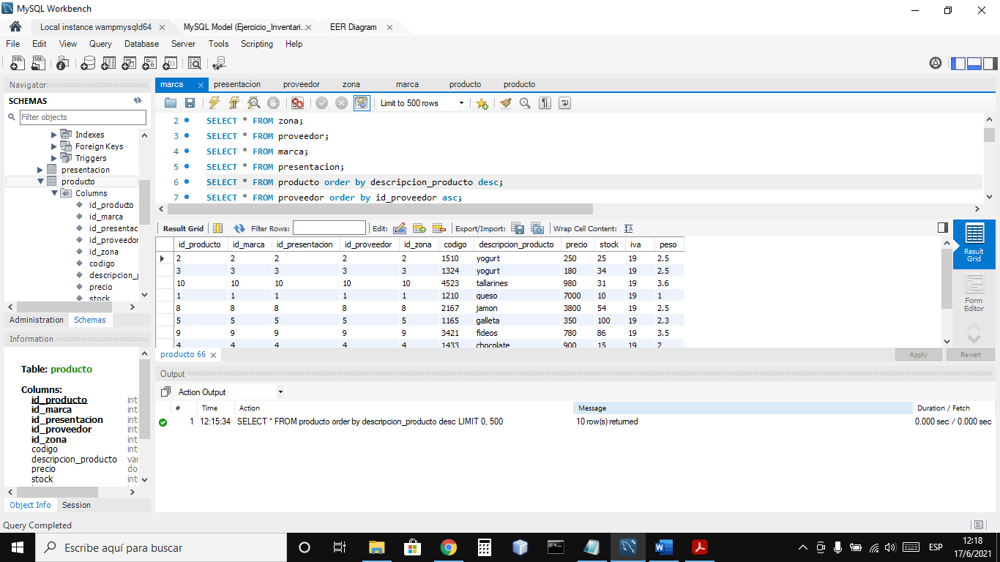 MySQL Workbench
Local instance wampmysqld64 MySQL Model (Ejercicio_Inventari... EER Diagram
File Edit View Query Database Server Tools Scripting Help
Navigator
SCHEMAS
Filter objects
Indexes
Foreign Keys
Triggers
presentacion
producto
Columns
id_producto
id_marca
id_presentac
id_proveedor
id_zona
codigo
descripcion_p
precio
stock
Administration Schemas
Information
Table: producto
Columns:
id_producto int
id_marca int
id_presentacion int
id_proveedor int
id_zona int
codigo int
descripcion_producto var
precio do
stock int
Object Info Session
marca presentacion proveedor zona marca producto producto
Limit to 500 rows
2 SELECT * FROM zona;
3 SELECT * FROM proveedor;
4 SELECT * FROM marca;
5 SELECT * FROM presentacion;
6 SELECT * FROM producto order by descripcion_producto desc;
7 SELECT * FROM proveedor order by id_proveedor asc;
Result Grid Filter Rows: Edit: Export/Import: Wrap Cell Content:
id_producto id_marca id_presentacion id_proveedor id_zona codigo descripcion_producto precio stock iva peso
2 2 2 2 2 1510 yogurt 250 25 19 2.5
3 3 3 3 3 1324 yogurt 180 34 19 2.5
10 10 10 10 10 4523 tallarines 980 31 19 3.6
1 1 1 1 1 1210 queso 7000 10 19 1
8 8 8 8 8 2167 jamon 3800 54 19 2.5
5 5 5 5 5 1165 galleta 350 100 19 2.3
9 9 9 9 9 3421 fideos 780 86 19 3.5
4 4 4 4 4 1433 chocolate 900 15 19 2
Result
Grid
Form
Editor
producto 66 Apply Revert
Output
Action Output
# Time Action Message Duration / Fetch
1 12:15:34 SELECT * FROM producto order by descripcion_producto desc LIMIT 0, 500 10 row(s) returned 0.000 sec / 0.000 sec
Query Completed
Escribe aquí para buscar
ESP
12:18
17/6/2021